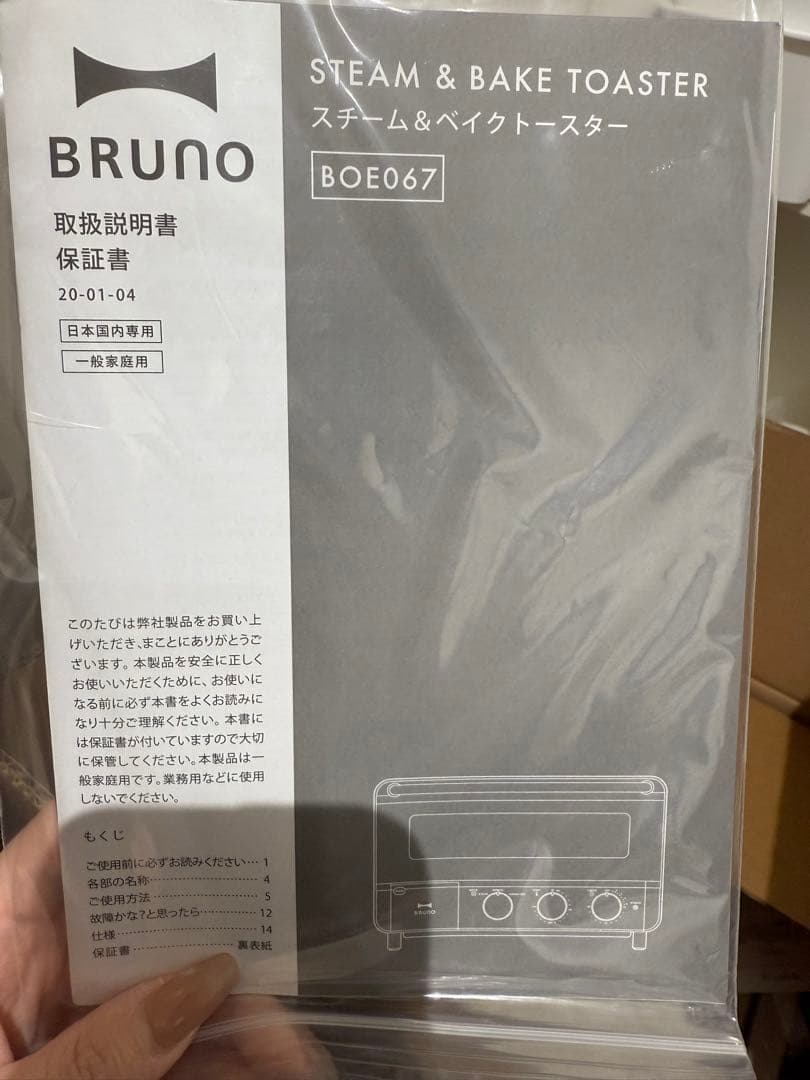 BRUNO
取扱説明書
保証書
20-01-04
日本国内専用
一般家庭用
STEAM & BAKE TOASTER
スチーム&ベイクトースター
BOE067
このたびは弊社製品をお買い上
げいただき、まことにありがとうご
ざいます。本製品を安全に正しく
お使いいただくために、お使いに
なる前に必ず本書をよくお読みに
なり十分ご理解ください。本書に
は保証書が付いていますので大切
に保管してください。本製品は一
般家庭用です。業務用などに使用
しないでください。
もくじ
ご使用前に必ずお読みください… 1
各部の名称………………… 4
ご使用方法………………… 5
故障かな?と思ったら………… 12
仕様………………………… 14
保証書…………………… 裏表紙
BRUNO